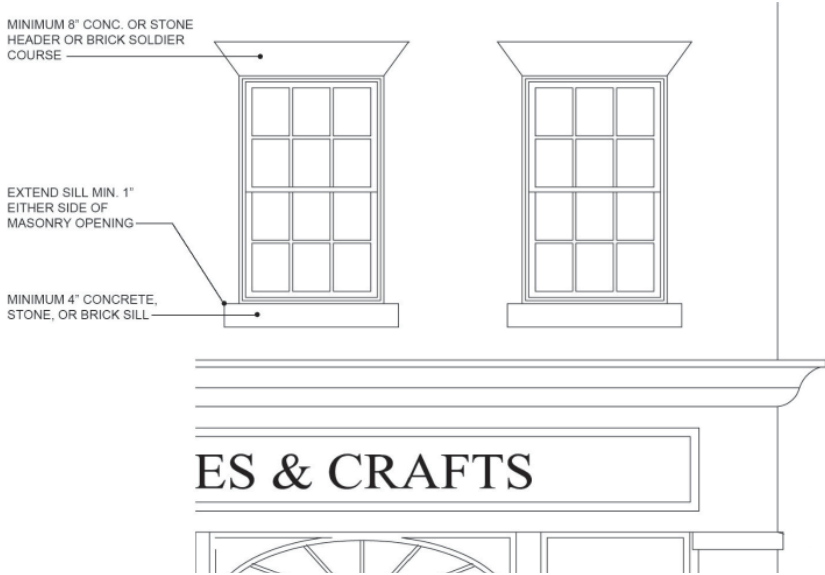 MINIMUM 8" CONC. OR STONE
HEADER OR BRICK SOLDIER
COURSE
EXTEND SILL MIN. 1"
EITHER SIDE OF
MASONRY OPENING
MINIMUM 4" CONCRETE,
STONE, OR BRICK SILL
ES & CRAFTS